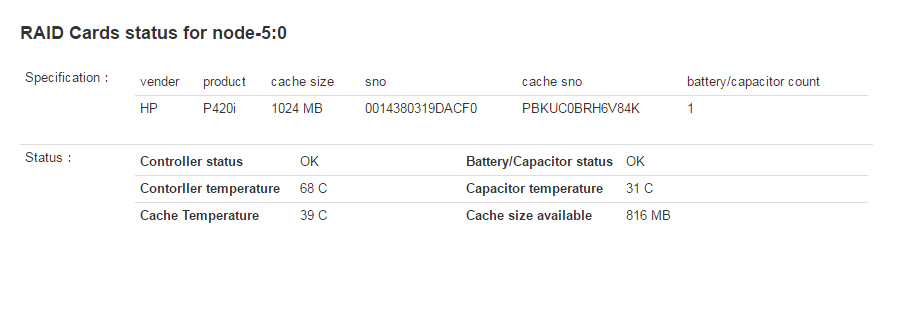 RAID Cards status for node-5:0
Specification :
vender product cache size sno cache sno battery/capacitor count
HP P420i 1024 MB 0014380319DACF0 PBKUC0BRH6V84K 1
Status :
Controller status OK Battery/Capacitor status OK
Contorller temperature 68 C Capacitor temperature 31 C
Cache Temperature 39 C Cache size available 816 MB